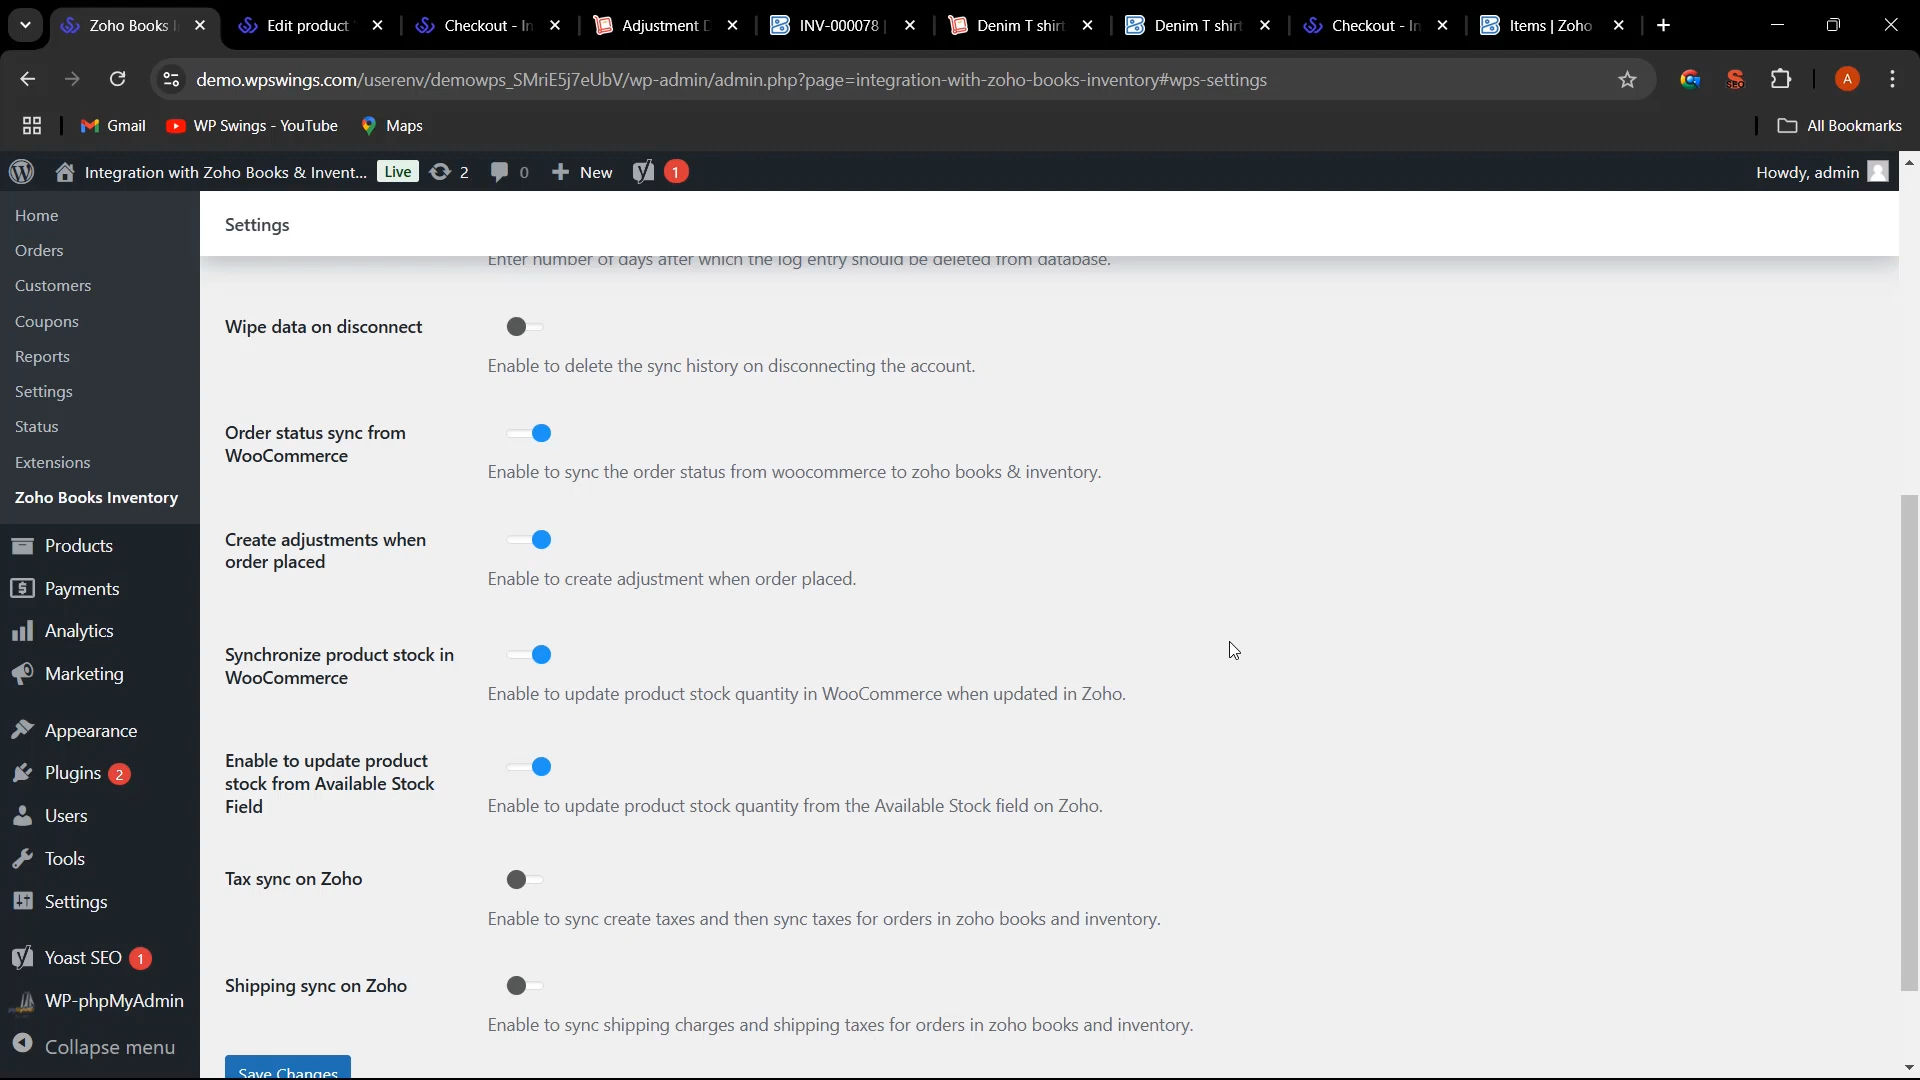 Zoho Books I
Edit product
Checkout - In
Adjustment D
INV-000078 |
Denim T shirt
Denim T shirt
Checkout - In
Items | Zoho
demo.wpswings.com/userenv/demowps_SMriE5j7eUbV/wp-admin/admin.php?page=integration-with-zoho-books-inventory#wps-settings
SEO
A
Gmail
WP Swings - YouTube
Maps
All Bookmarks
Integration with Zoho Books & Invent...
Live
2
0
New
1
Howdy, admin
Home
Orders
Customers
Coupons
Reports
Settings
Status
Extensions
Zoho Books Inventory
Products
Payments
Analytics
Marketing
Appearance
Plugins 2
Users
Tools
Settings
Yoast SEO 1
WP-phpMyAdmin
Collapse menu
Settings
Enter number of days after which the log entry should be deleted from database.
Wipe data on disconnect
Enable to delete the sync history on disconnecting the account.
Order status sync from
WooCommerce
Enable to sync the order status from woocommerce to zoho books & inventory.
Create adjustments when
order placed
Enable to create adjustment when order placed.
Synchronize product stock in
WooCommerce
Enable to update product stock quantity in WooCommerce when updated in Zoho.
Enable to update product
stock from Available Stock
Field
Enable to update product stock quantity from the Available Stock field on Zoho.
Tax sync on Zoho
Enable to sync create taxes and then sync taxes for orders in zoho books and inventory.
Shipping sync on Zoho
Enable to sync shipping charges and shipping taxes for orders in zoho books and inventory.
Save Changes